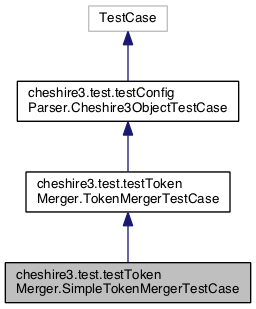 TestCase
cheshire3.test.testConfig
Parser.Cheshire3ObjectTestCase
cheshire3.test.testToken
Merger.TokenMergerTestCase
cheshire3.test.testToken
Merger.SimpleTokenMergerTestCase